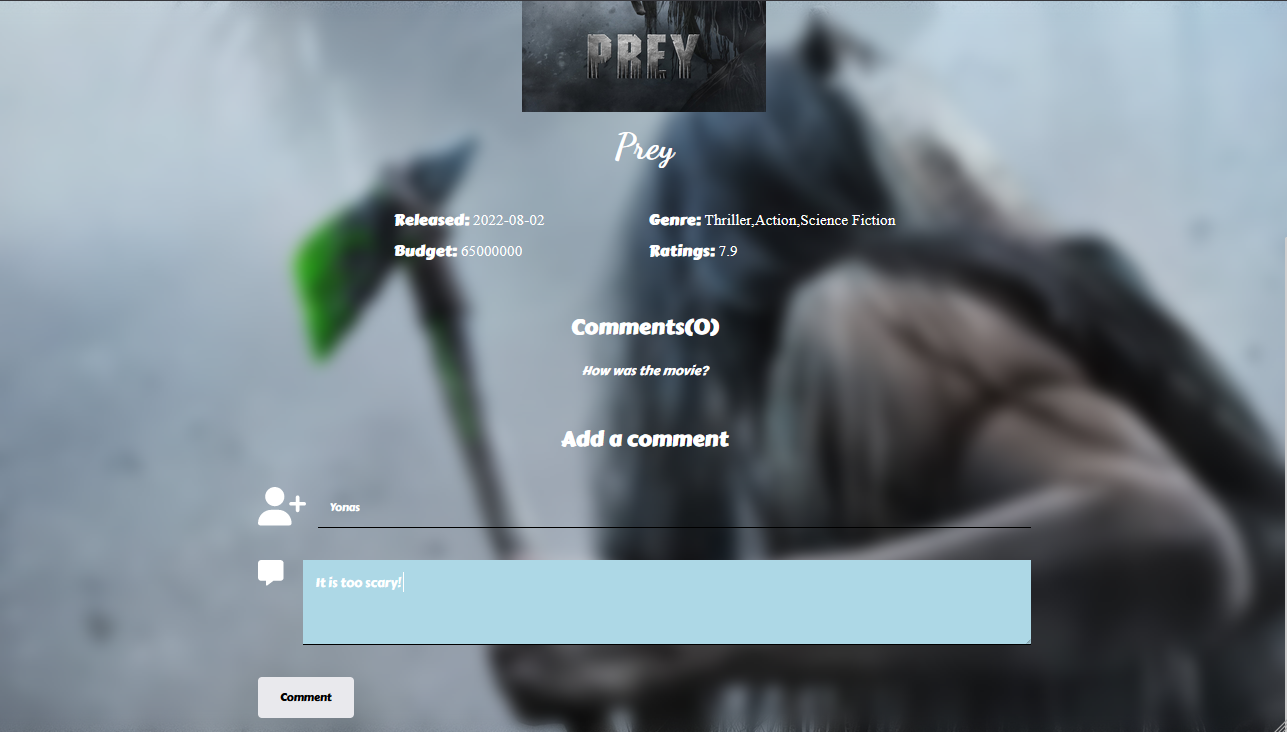 PREY
Prey
Released: 2022-08-02 Genre: Thriller,Action,Science Fiction
Budget: 65000000 Ratings: 7.9
Comments(0)
How was the movie?
Add a comment
Yonas
It is too scary!
Comment